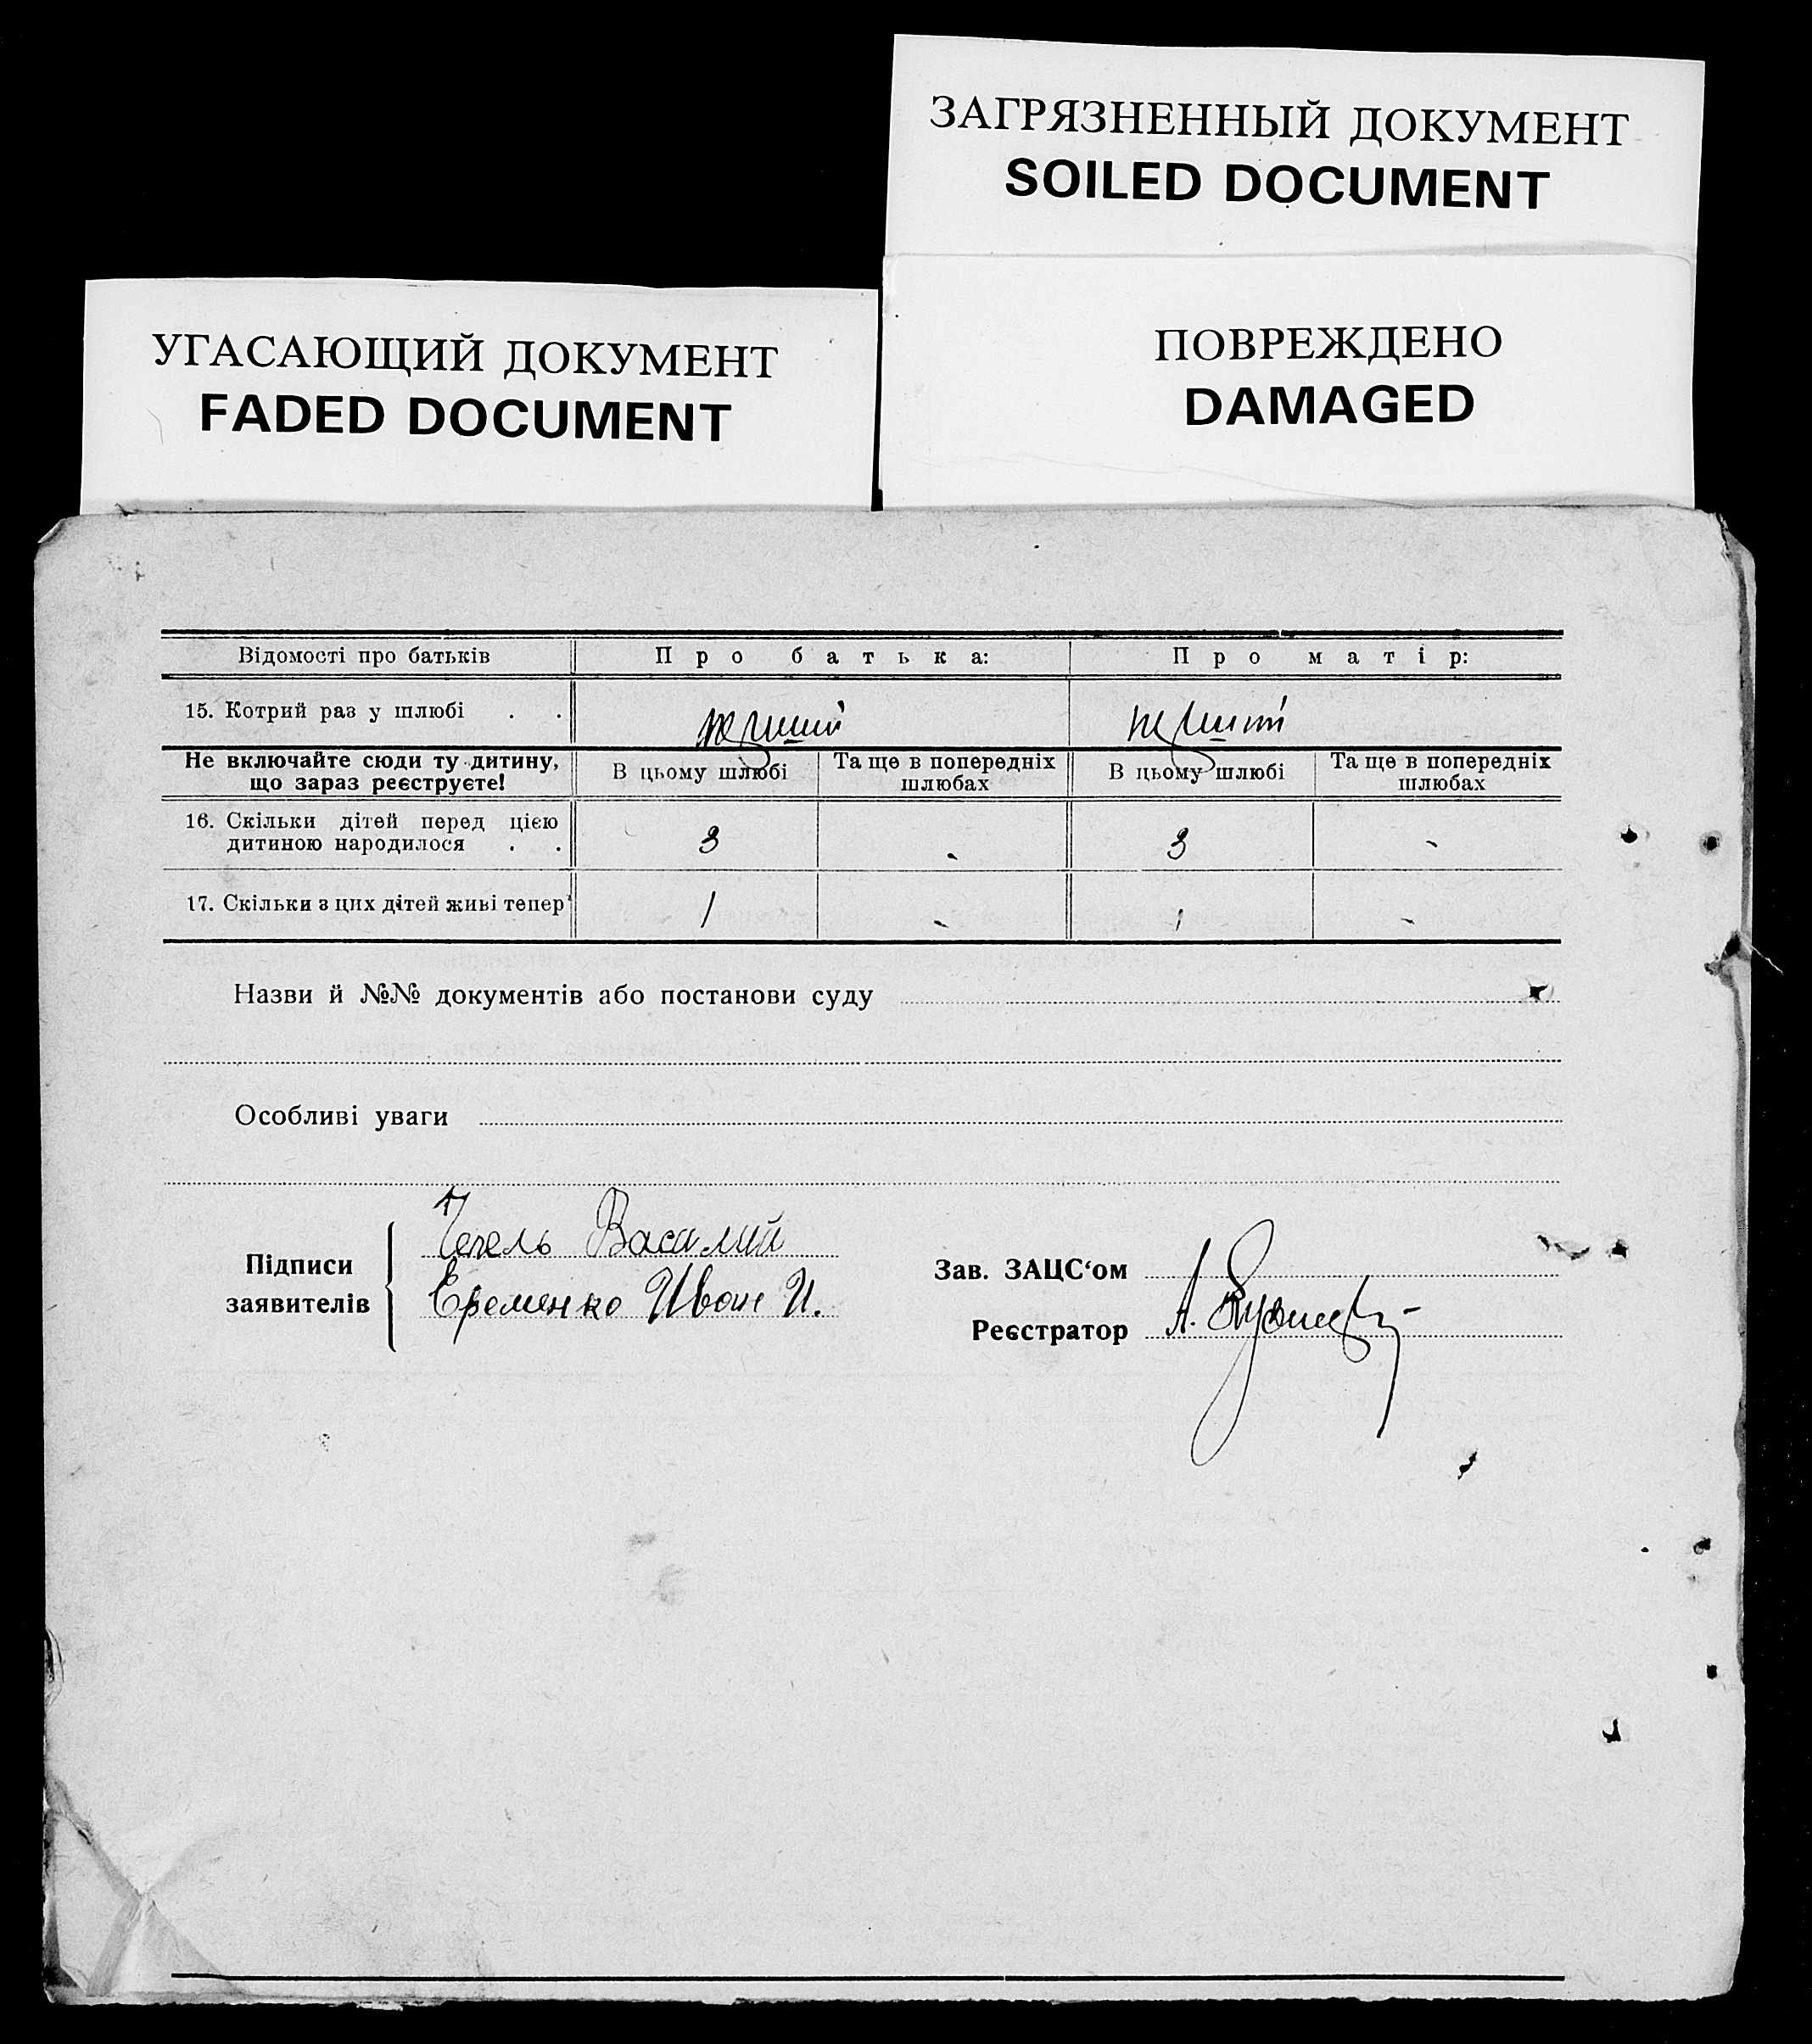 ЗАГРЯЗНЕННЫЙ ДОКУМЕНТ
SOILED DOCUMENT
УГАСАЮЩИЙ ДОКУМЕНТ
FADED DOCUMENT
ПОВРЕЖДЕНО
DAMAGED
Відомості про батьків Про батька: Про матір:
15. Котрий раз у шлюбі . . перший перший
Не включайте сюди ту дитину, що зараз реєструєте!
В цьому шлюбі
Та ще в попередніх шлюбах
В цьому шлюбі
Та ще в попередніх шлюбах
16. Скільки дітей перед цією
дитиною народилося . . 3 - 3 -
17. Скільки з цих дітей живі тепер 1 - 1 -
Назви й №№ документів або постанови суду
Особливі уваги
Підписи заявителів
Василий
Еременко Иван И.
Зав. ЗАЦС‘ом
Реєстратор А.